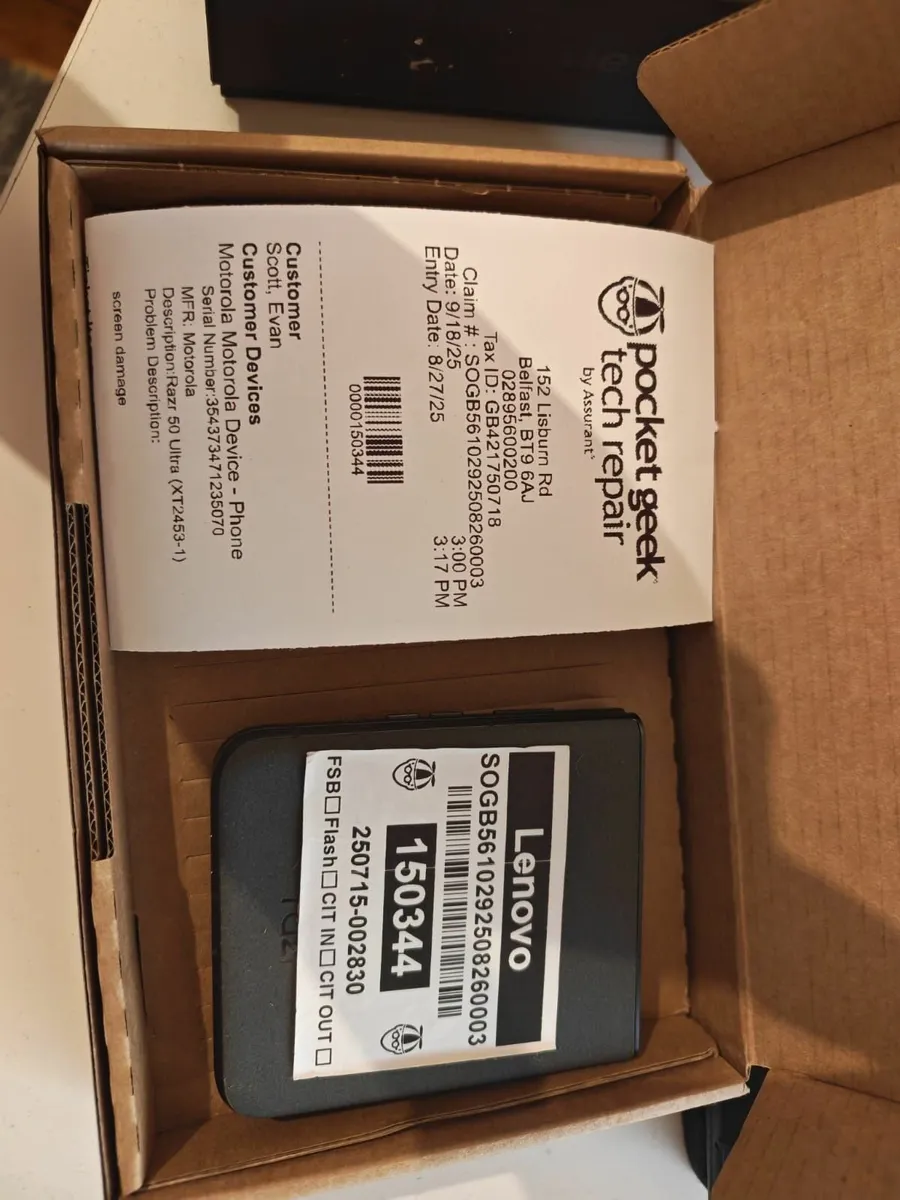 pocket geek
tech repair
by Assurant
152 Lisburn Rd
Belfast, BT9 6AJ
02895600200
Tax ID: GB421750718
Claim # : SOGB5610292508260003
Date: 9/18/25 3:00 PM
Entry Date: 8/27/25 3:17 PM
0000150344
Customer
Scott, Evan
Customer Devices
Motorola Motorola Device - Phone
Serial Number:354373471235070
MFR: Motorola
Description:Razr 50 Ultra (XT2453-1)
Problem Description:
screen damage
Lenovo
SOGB5610292508260003
150344
250715-002830
FSB☐Flash☐CIT IN☐CIT OUT☐